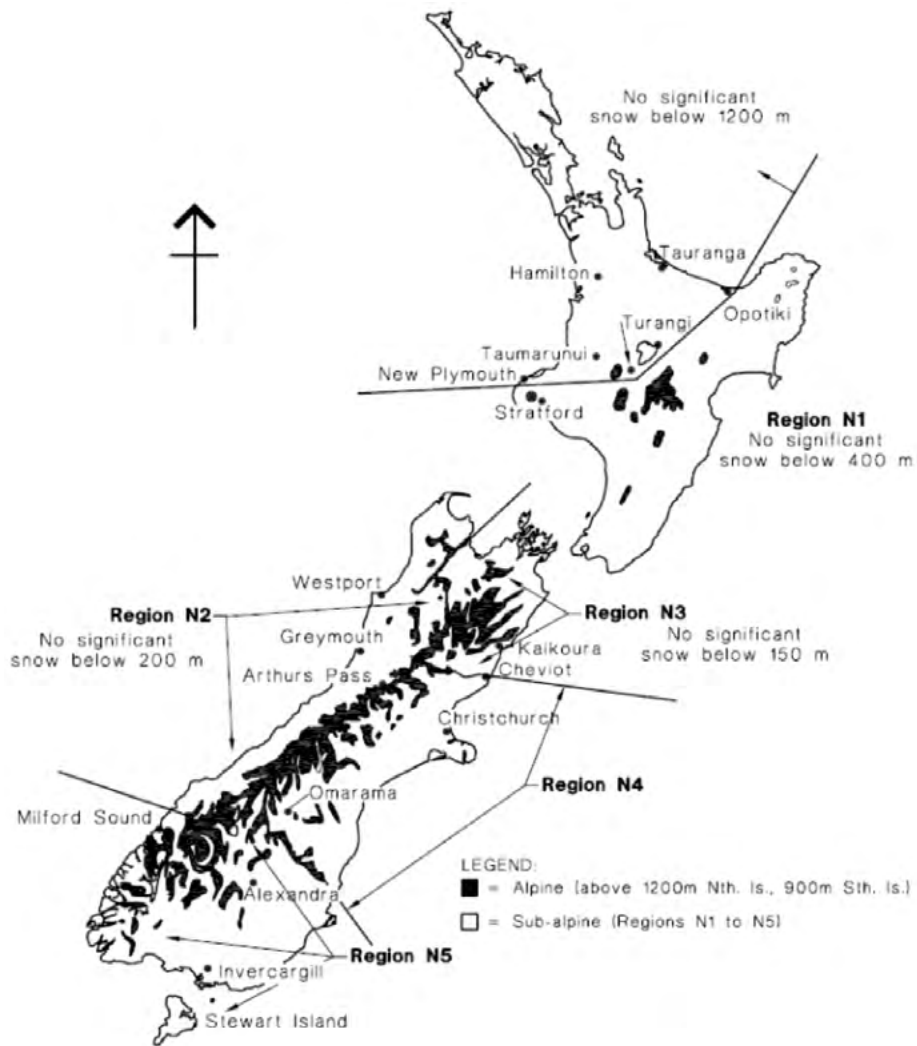 No significant
snow below 1200 m
Tauranga
Hamilton
Opotiki
Turangi
Taumarunui
New Plymouth
Stratford
Region N1
No significant
snow below 400 m
Westport
Region N2
No significant
snow below 200 m
Greymouth
Arthurs Pass
Region N3
No significant
snow below 150 m
Kaikoura
Cheviot
Christchurch
Region N4
Omarama
Milford Sound
LEGEND:
= Alpine (above 1200m Nth. Is., 900m Sth. Is.)
= Sub-alpine (Regions N1 to N5)
Alexandra
Region N5
Invercargill
Stewart Island